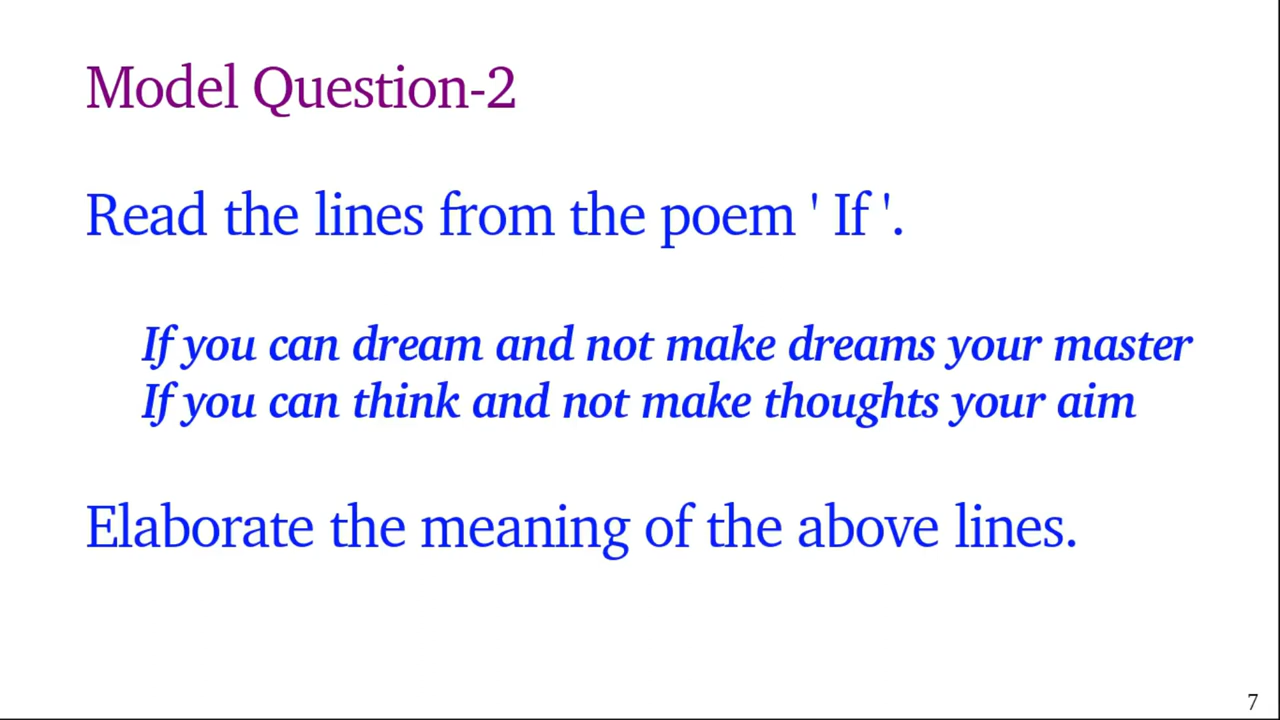 Model Question-2
Read the lines from the poem ' If '.
If you can dream and not make dreams your master
If you can think and not make thoughts your aim
Elaborate the meaning of the above lines.
7